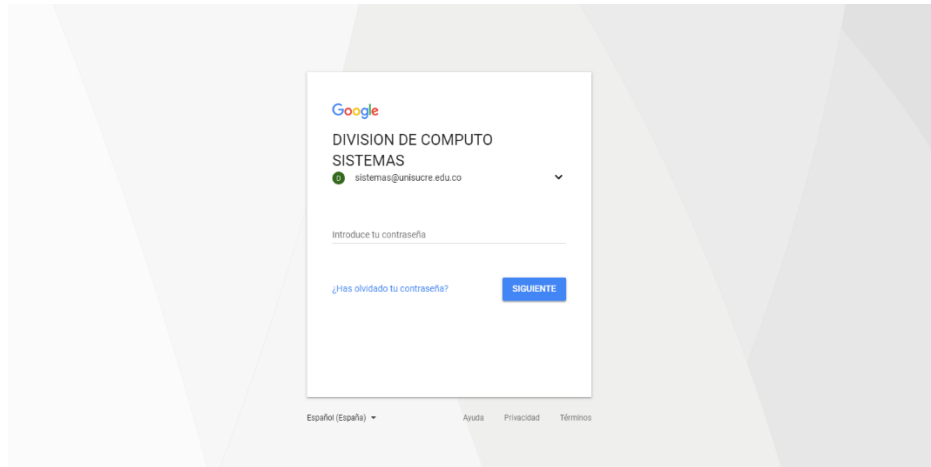 Google
DIVISION DE COMPUTO
SISTEMAS
D sistemas@unisucre.edu.co
Introduce tu contraseña
¿Has olvidado tu contraseña? SIGUIENTE
Español (España) Ayuda Privacidad Términos